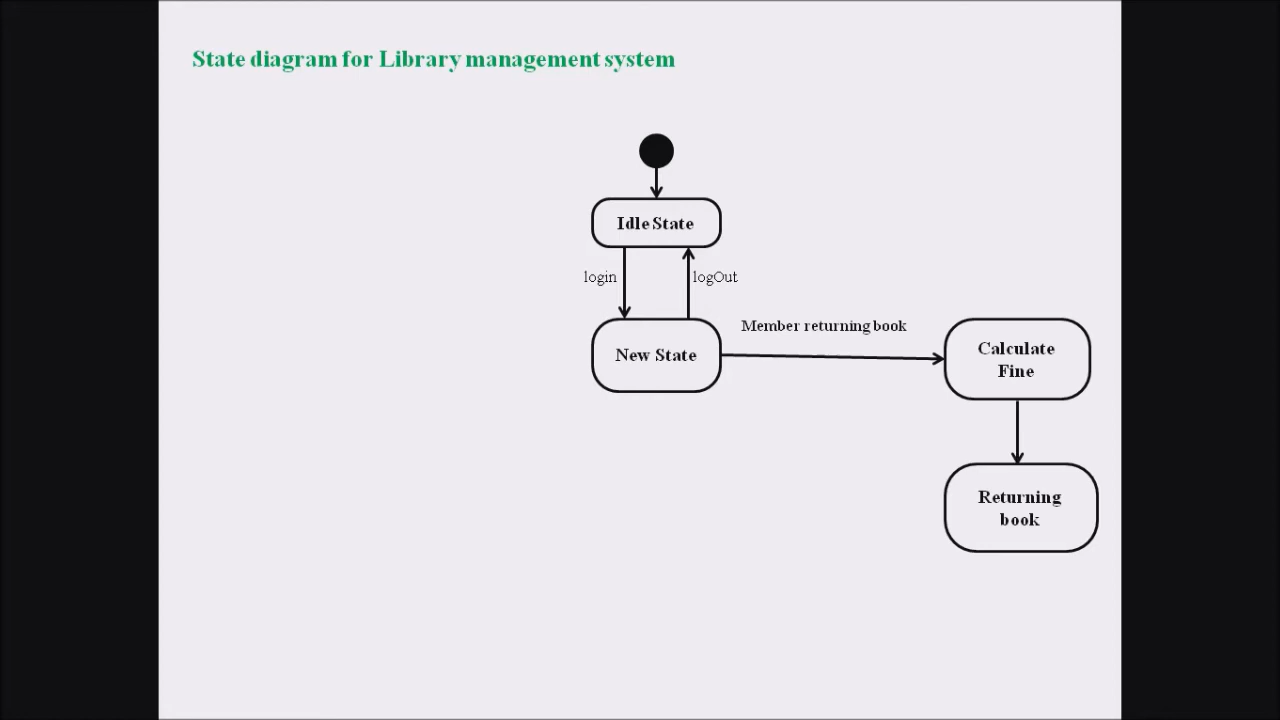 State diagram for Library management system
Idle State
login
logOut
Member returning book
New State
Calculate
Fine
Returning
book